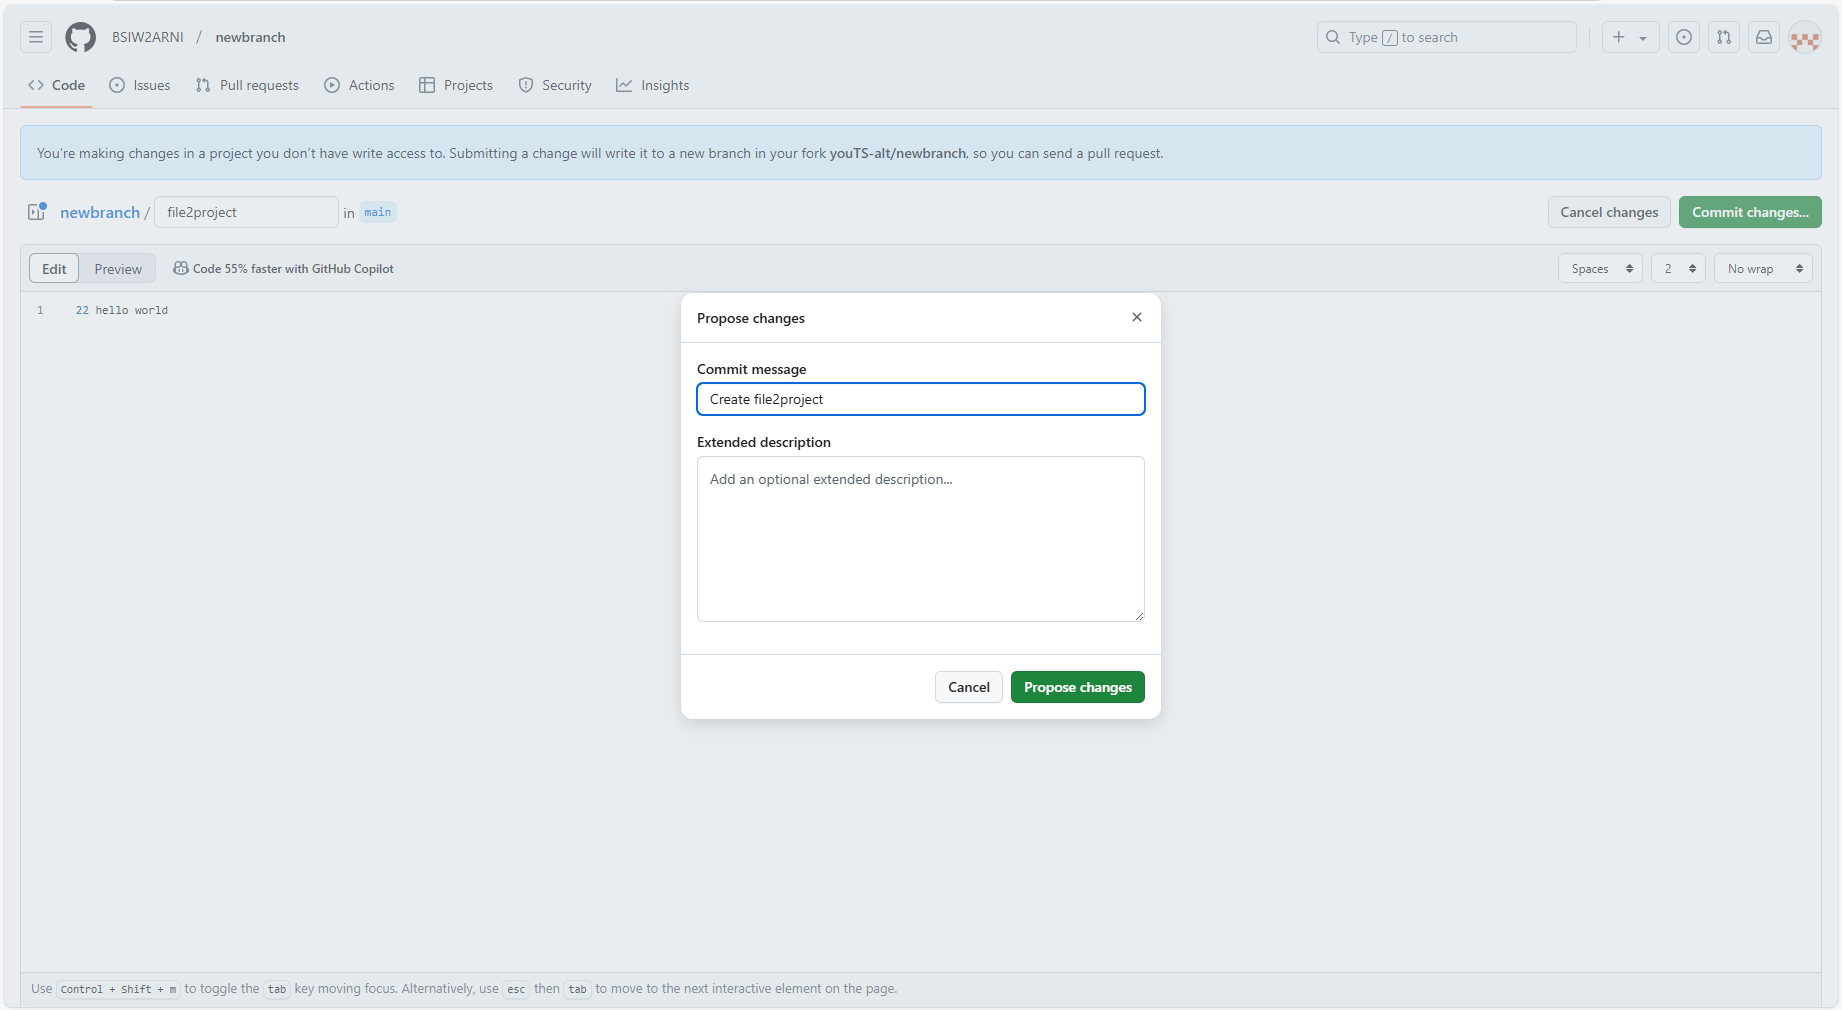 BSIW2ARNI / newbranch
Type / to search
Code Issues Pull requests Actions Projects Security Insights
You're making changes in a project you don't have write access to. Submitting a change will write it to a new branch in your fork youTS-alt/newbranch, so you can send a pull request.
newbranch / file2project in main
Cancel changes Commit changes...
Edit Preview Code 55% faster with GitHub Copilot
Spaces 2 No wrap
1 22 hello world
Propose changes
Commit message
Create file2project
Extended description
Add an optional extended description...
Cancel Propose changes
Use Control + Shift + m to toggle the tab key moving focus. Alternatively, use esc then tab to move to the next interactive element on the page.